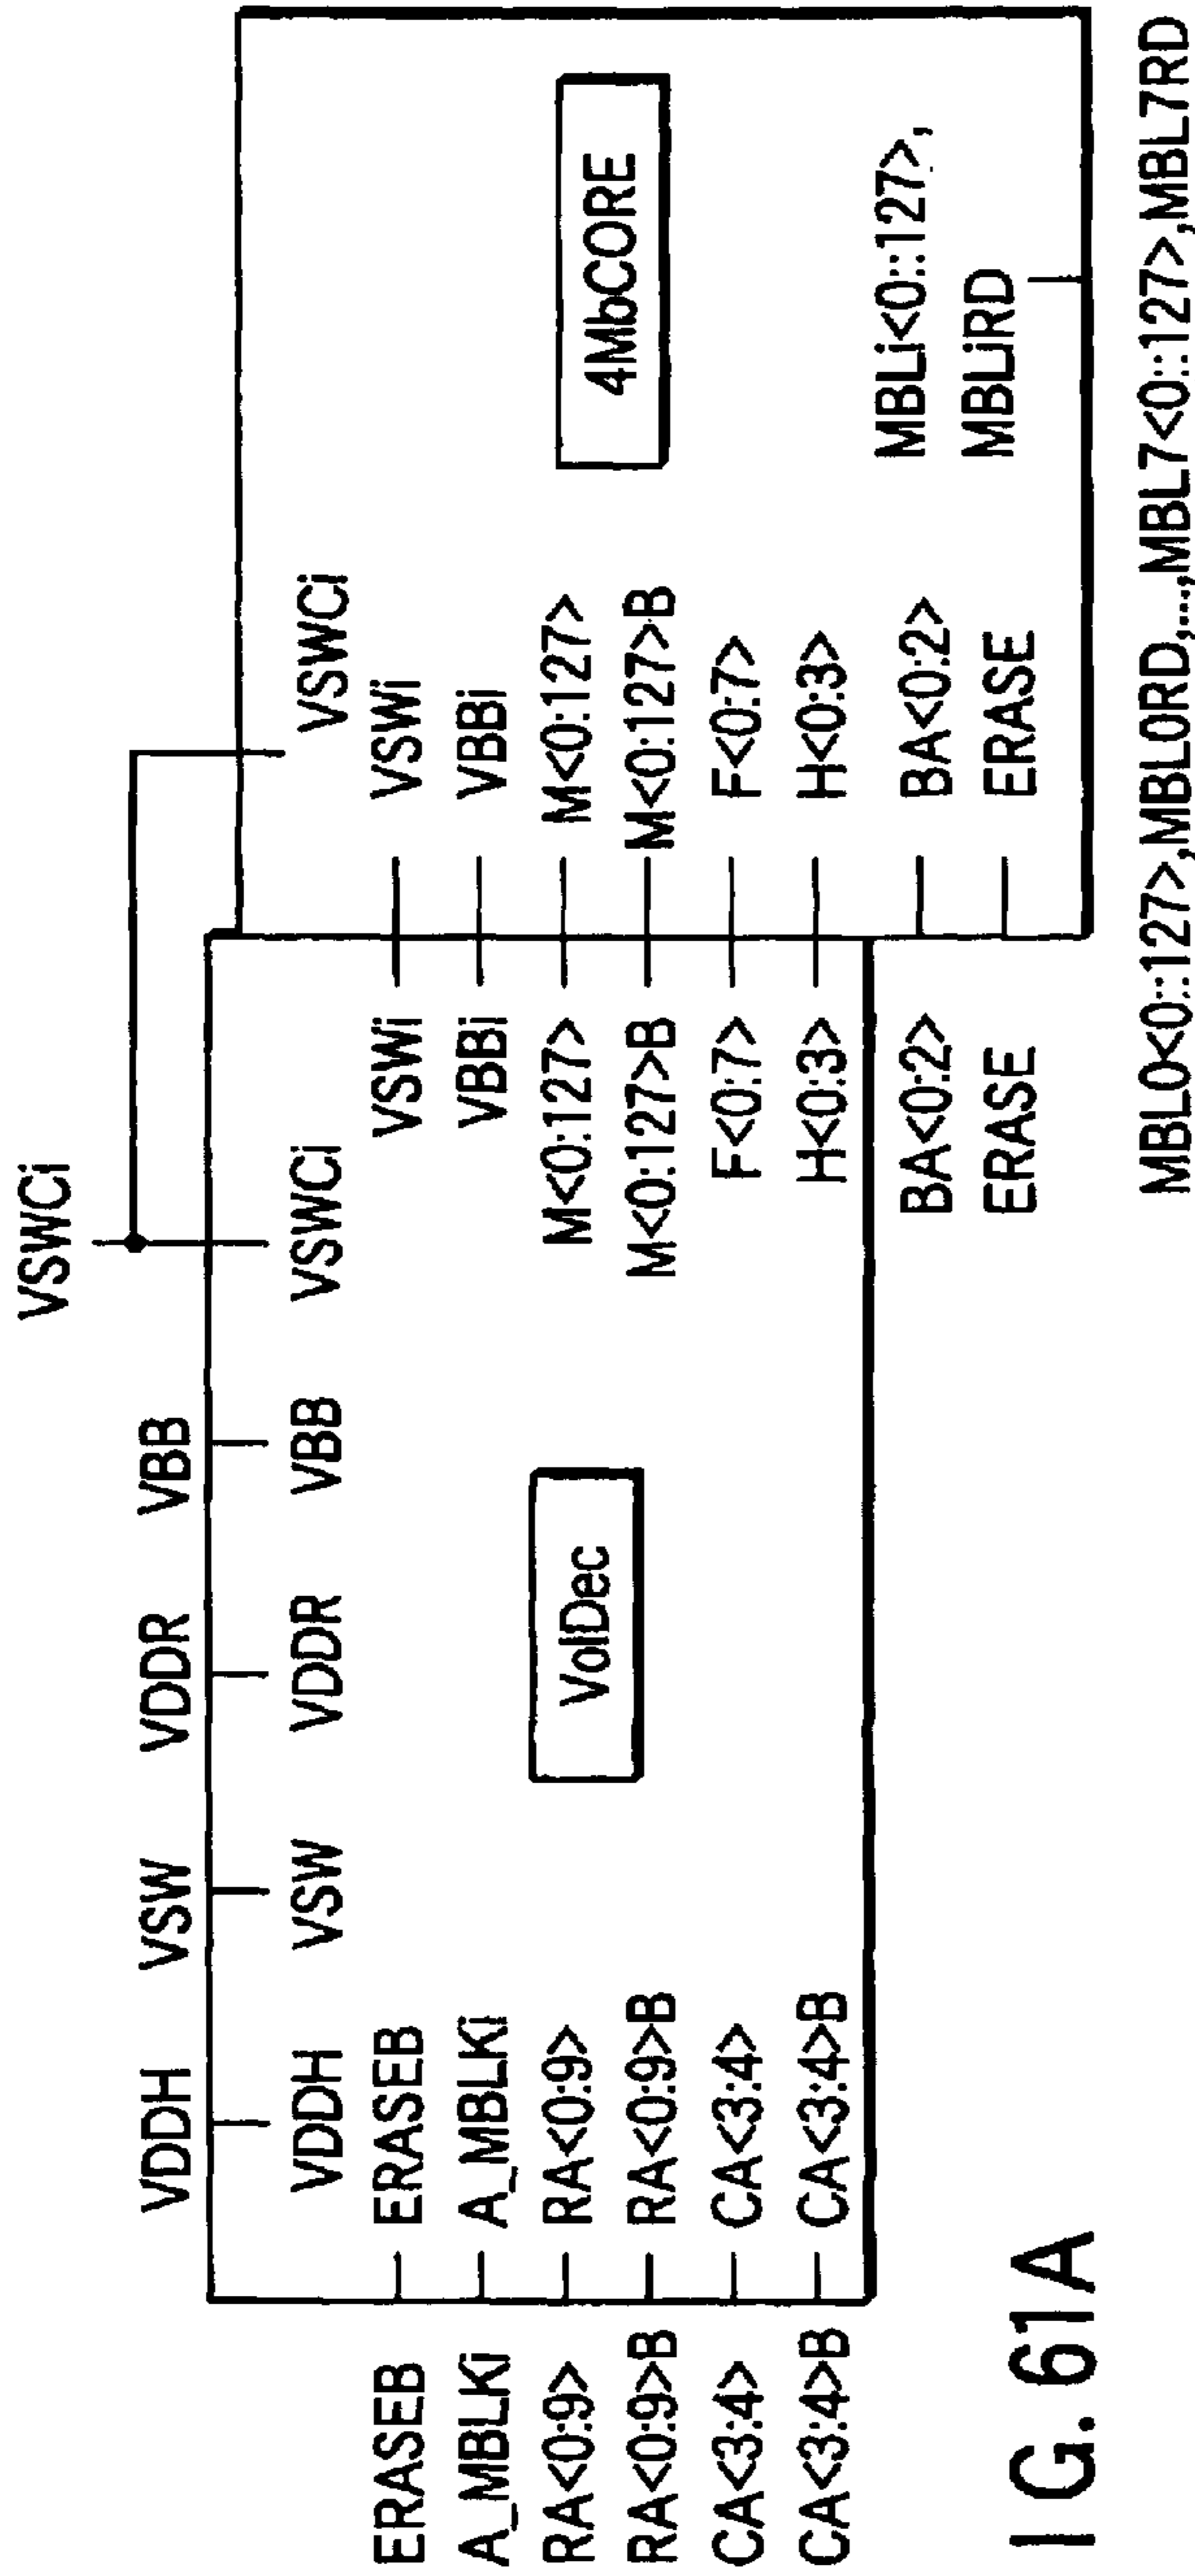 VSWCi
VDDH VSW VDDR VBB
VDDH VSW VDDR VBB VSWCi
VSWCi
ERASEB ERASEB
A_MBLKi A_MBLKi
RA<0:9> RA<0:9>
RA<0:9>B RA<0:9>B
CA<3:4> CA<3:4>
CA<3:4>B CA<3:4>B
VolDec
VSWi VSWi
VBBi VBBi
M<0:127> M<0:127>
M<0:127>B M<0:127>B
F<0:7> F<0:7>
H<0:3> H<0:3>
BA<0:2> BA<0:2>
ERASE ERASE
4MbCORE
MBLi<0::127>,
MBLiRD
MBL0<0::127>,MBL0RD,...,MBL7<0::127>,MBL7RD
I G. 61A